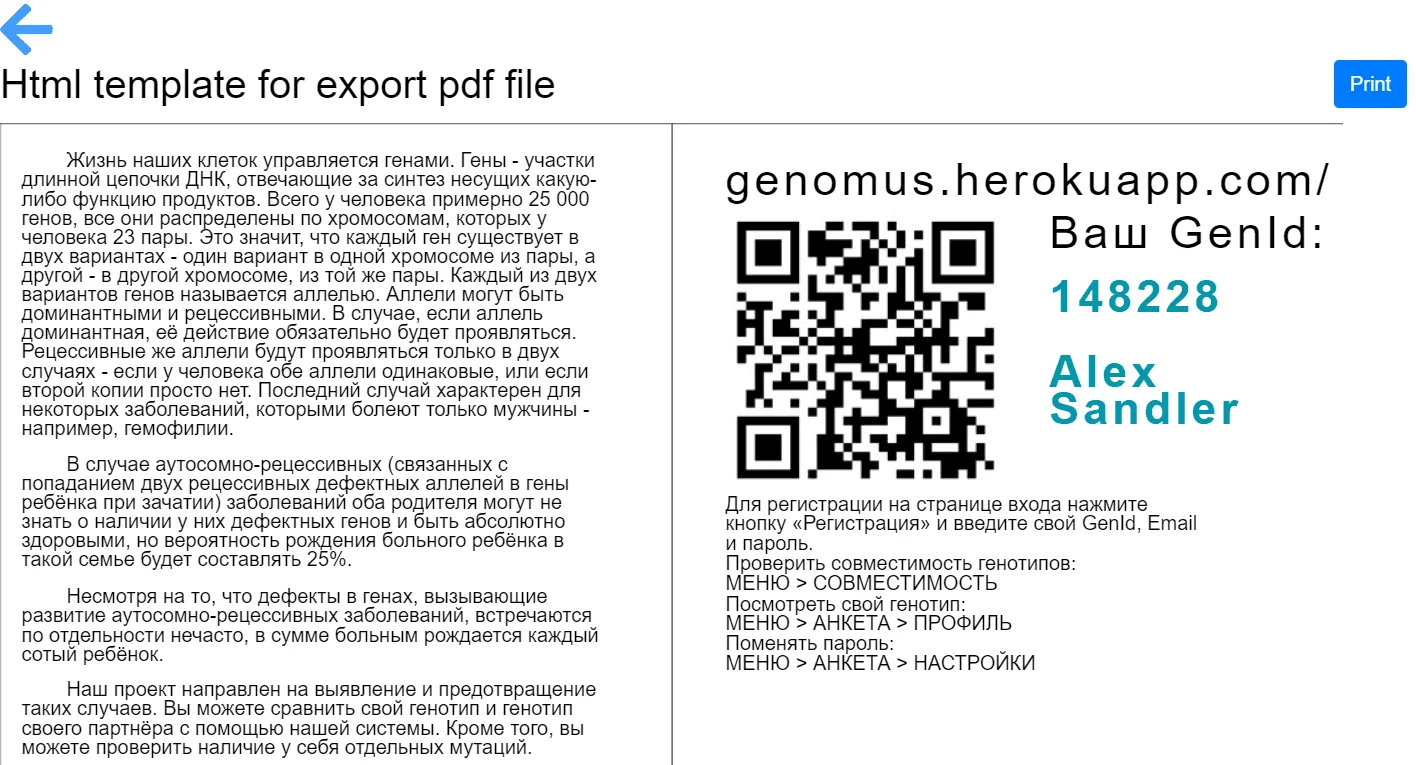 Html template for export pdf file
Print
Жизнь наших клеток управляется генами. Гены - участки
длинной цепочки ДНК, отвечающие за синтез несущих какую-
либо функцию продуктов. Всего у человека примерно 25 000
генов, все они распределены по хромосомам, которых у
человека 23 пары. Это значит, что каждый ген существует в
двух вариантах - один вариант в одной хромосоме из пары, а
другой - в другой хромосоме, из той же пары. Каждый из двух
вариантов генов называется аллелью. Аллели могут быть
доминантными и рецессивными. В случае, если аллель
доминантная, её действие обязательно будет проявляться.
Рецессивные же аллели будут проявляться только в двух
случаях - если у человека обе аллели одинаковые, или если
второй копии просто нет. Последний случай характерен для
некоторых заболеваний, которыми болеют только мужчины -
например, гемофилии.
В случае аутосомно-рецессивных (связанных с
попаданием двух рецессивных дефектных аллелей в гены
ребёнка при зачатии) заболеваний оба родителя могут не
знать о наличии у них дефектных генов и быть абсолютно
здоровыми, но вероятность рождения больного ребёнка в
такой семье будет составлять 25%.
Несмотря на то, что дефекты в генах, вызывающие
развитие аутосомно-рецессивных заболеваний, встречаются
по отдельности нечасто, в сумме больным рождается каждый
сотый ребёнок.
Наш проект направлен на выявление и предотвращение
таких случаев. Вы можете сравнить свой генотип и генотип
своего партнёра с помощью нашей системы. Кроме того, вы
можете проверить наличие у себя отдельных мутаций.
genomus.herokuapp.com/
Ваш GenId:
148228
Alex
Sandler
Для регистрации на странице входа нажмите
кнопку «Регистрация» и введите свой GenId, Email
и пароль.
Проверить совместимость генотипов:
МЕНЮ > СОВМЕСТИМОСТЬ
Посмотреть свой генотип:
МЕНЮ > АНКЕТА > ПРОФИЛЬ
Поменять пароль:
МЕНЮ > АНКЕТА > НАСТРОЙКИ